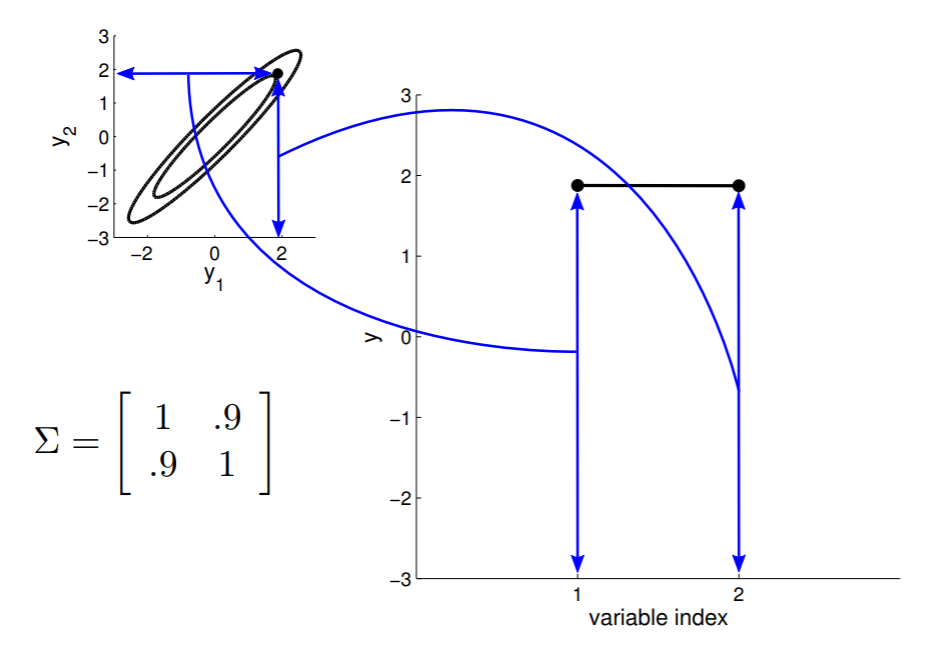 3
2
1
0
−1
−2
−3
y2
−2 0 2
y1
3
2
1
0
−1
−2
−3
y
1 2
variable index
Σ = [ 1 .9
.9 1 ]